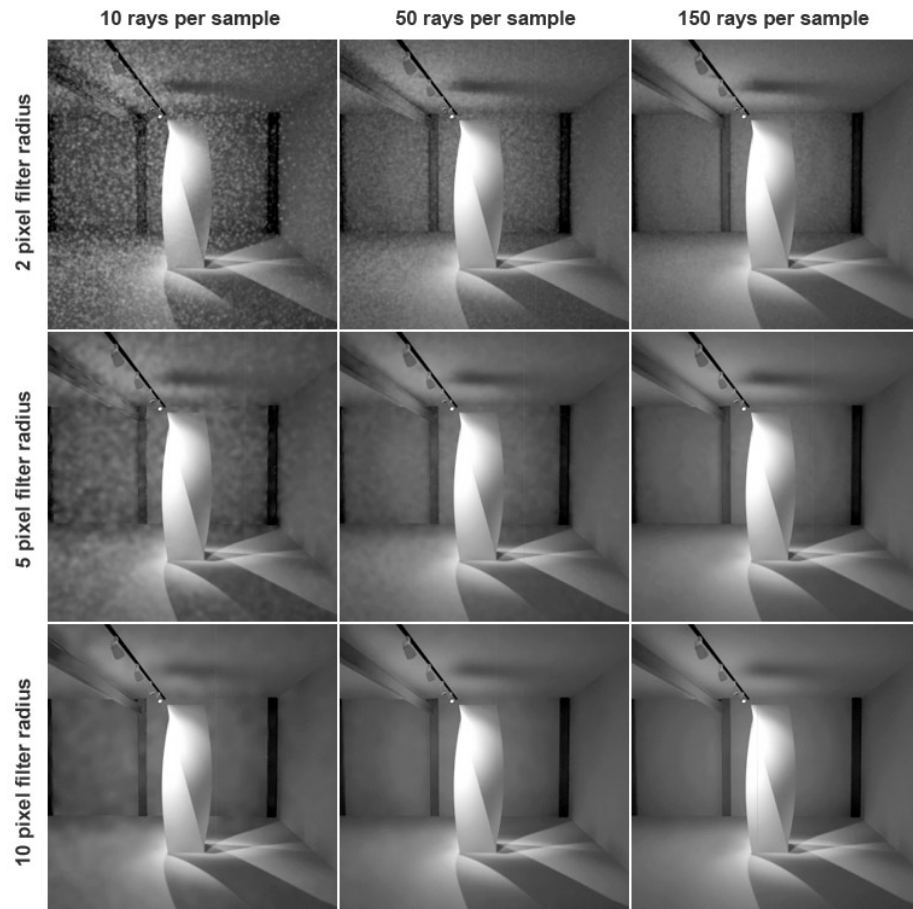 10 rays per sample
50 rays per sample
150 rays per sample
2 pixel filter radius
5 pixel filter radius
10 pixel filter radius